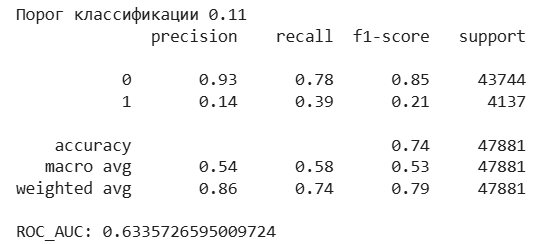 Порог классификации 0.11
precision recall f1-score support
0 0.93 0.78 0.85 43744
1 0.14 0.39 0.21 4137
accuracy 0.74 47881
macro avg 0.54 0.58 0.53 47881
weighted avg 0.86 0.74 0.79 47881
ROC_AUC: 0.6335726595009724